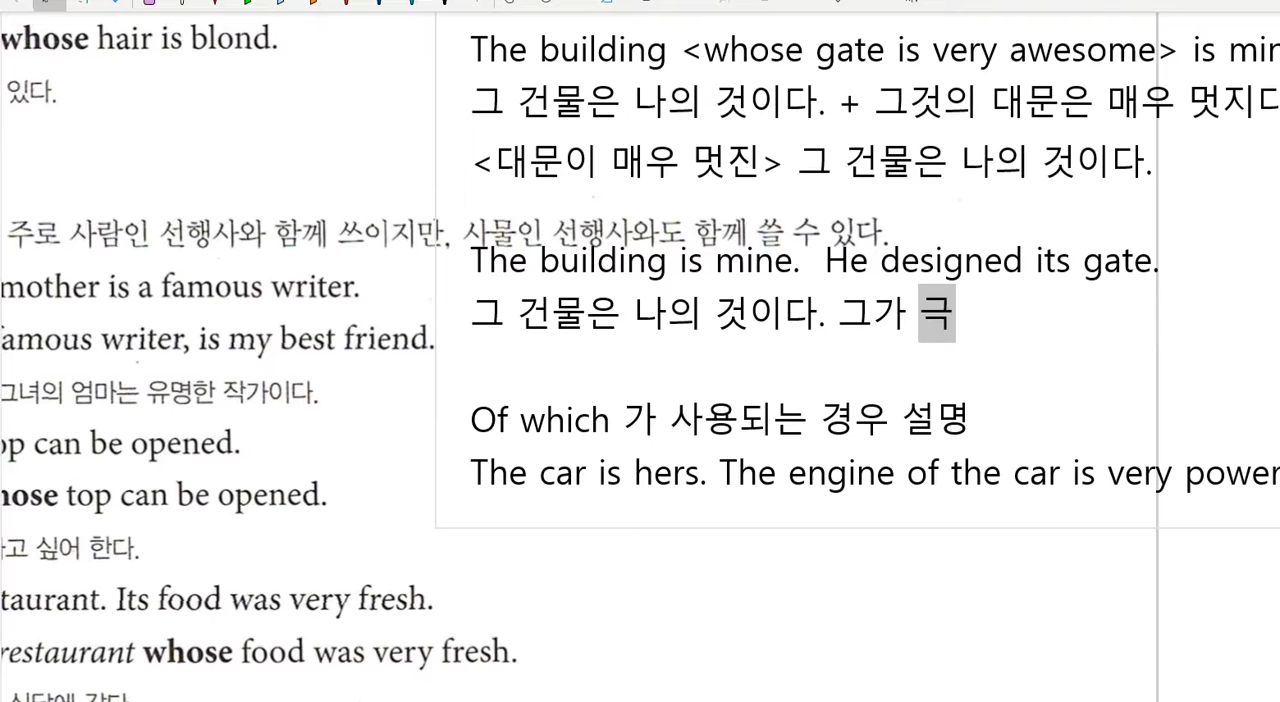 whose hair is blond.
있다.
주로 사람인 선행사와 함께 쓰이지만, 사물인 선행사와도 함께 쓸 수 있다.
mother is a famous writer.
famous writer, is my best friend.
그녀의 엄마는 유명한 작가이다.
top can be opened.
whose top can be opened.
싶어 한다.
Its food was very fresh.
restaurant whose food was very fresh.
The building <whose gate is very awesome> is
그 건물은 나의 것이다. + 그것의 대문은 매우 멋지다
<대문이 매우 멋진> 그 건물은 나의 것이다.
The building is mine.  He designed its gate.
그 건물은 나의 것이다. 그가 극
Of which 가 사용되는 경우 설명
The car is hers. The engine of the car is very